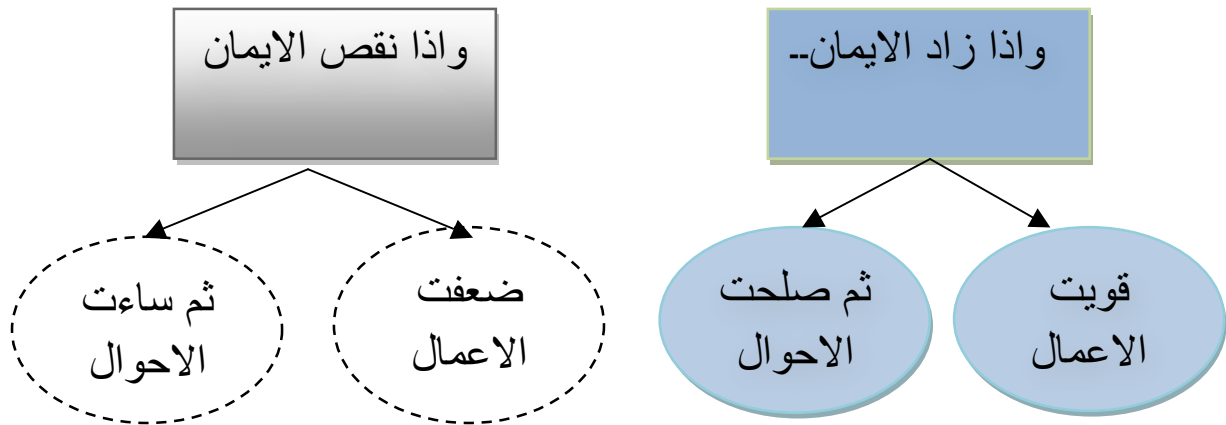 واذا زاد الايمان--
قويت
الاعمال
ثم صلحت
الاحوال
واذا نقص الايمان
ضعفت
الاعمال
ثم ساءت
الاحوال